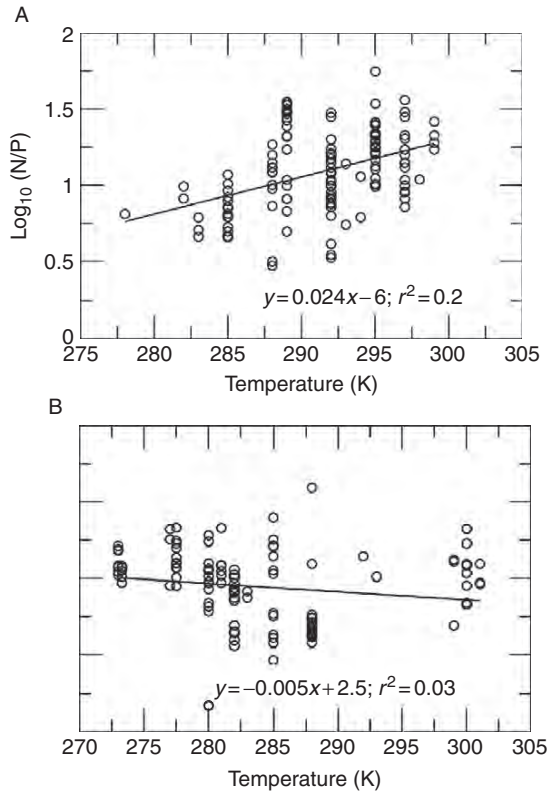 A
2
1.5
1
0.5
0
Log₁₀ (N/P)
y=0.024x−6; r²=0.2
275 280 285 290 295 300 305
Temperature (K)
B
y=−0.005x+2.5; r²=0.03
270 275 280 285 290 295 300 305
Temperature (K)